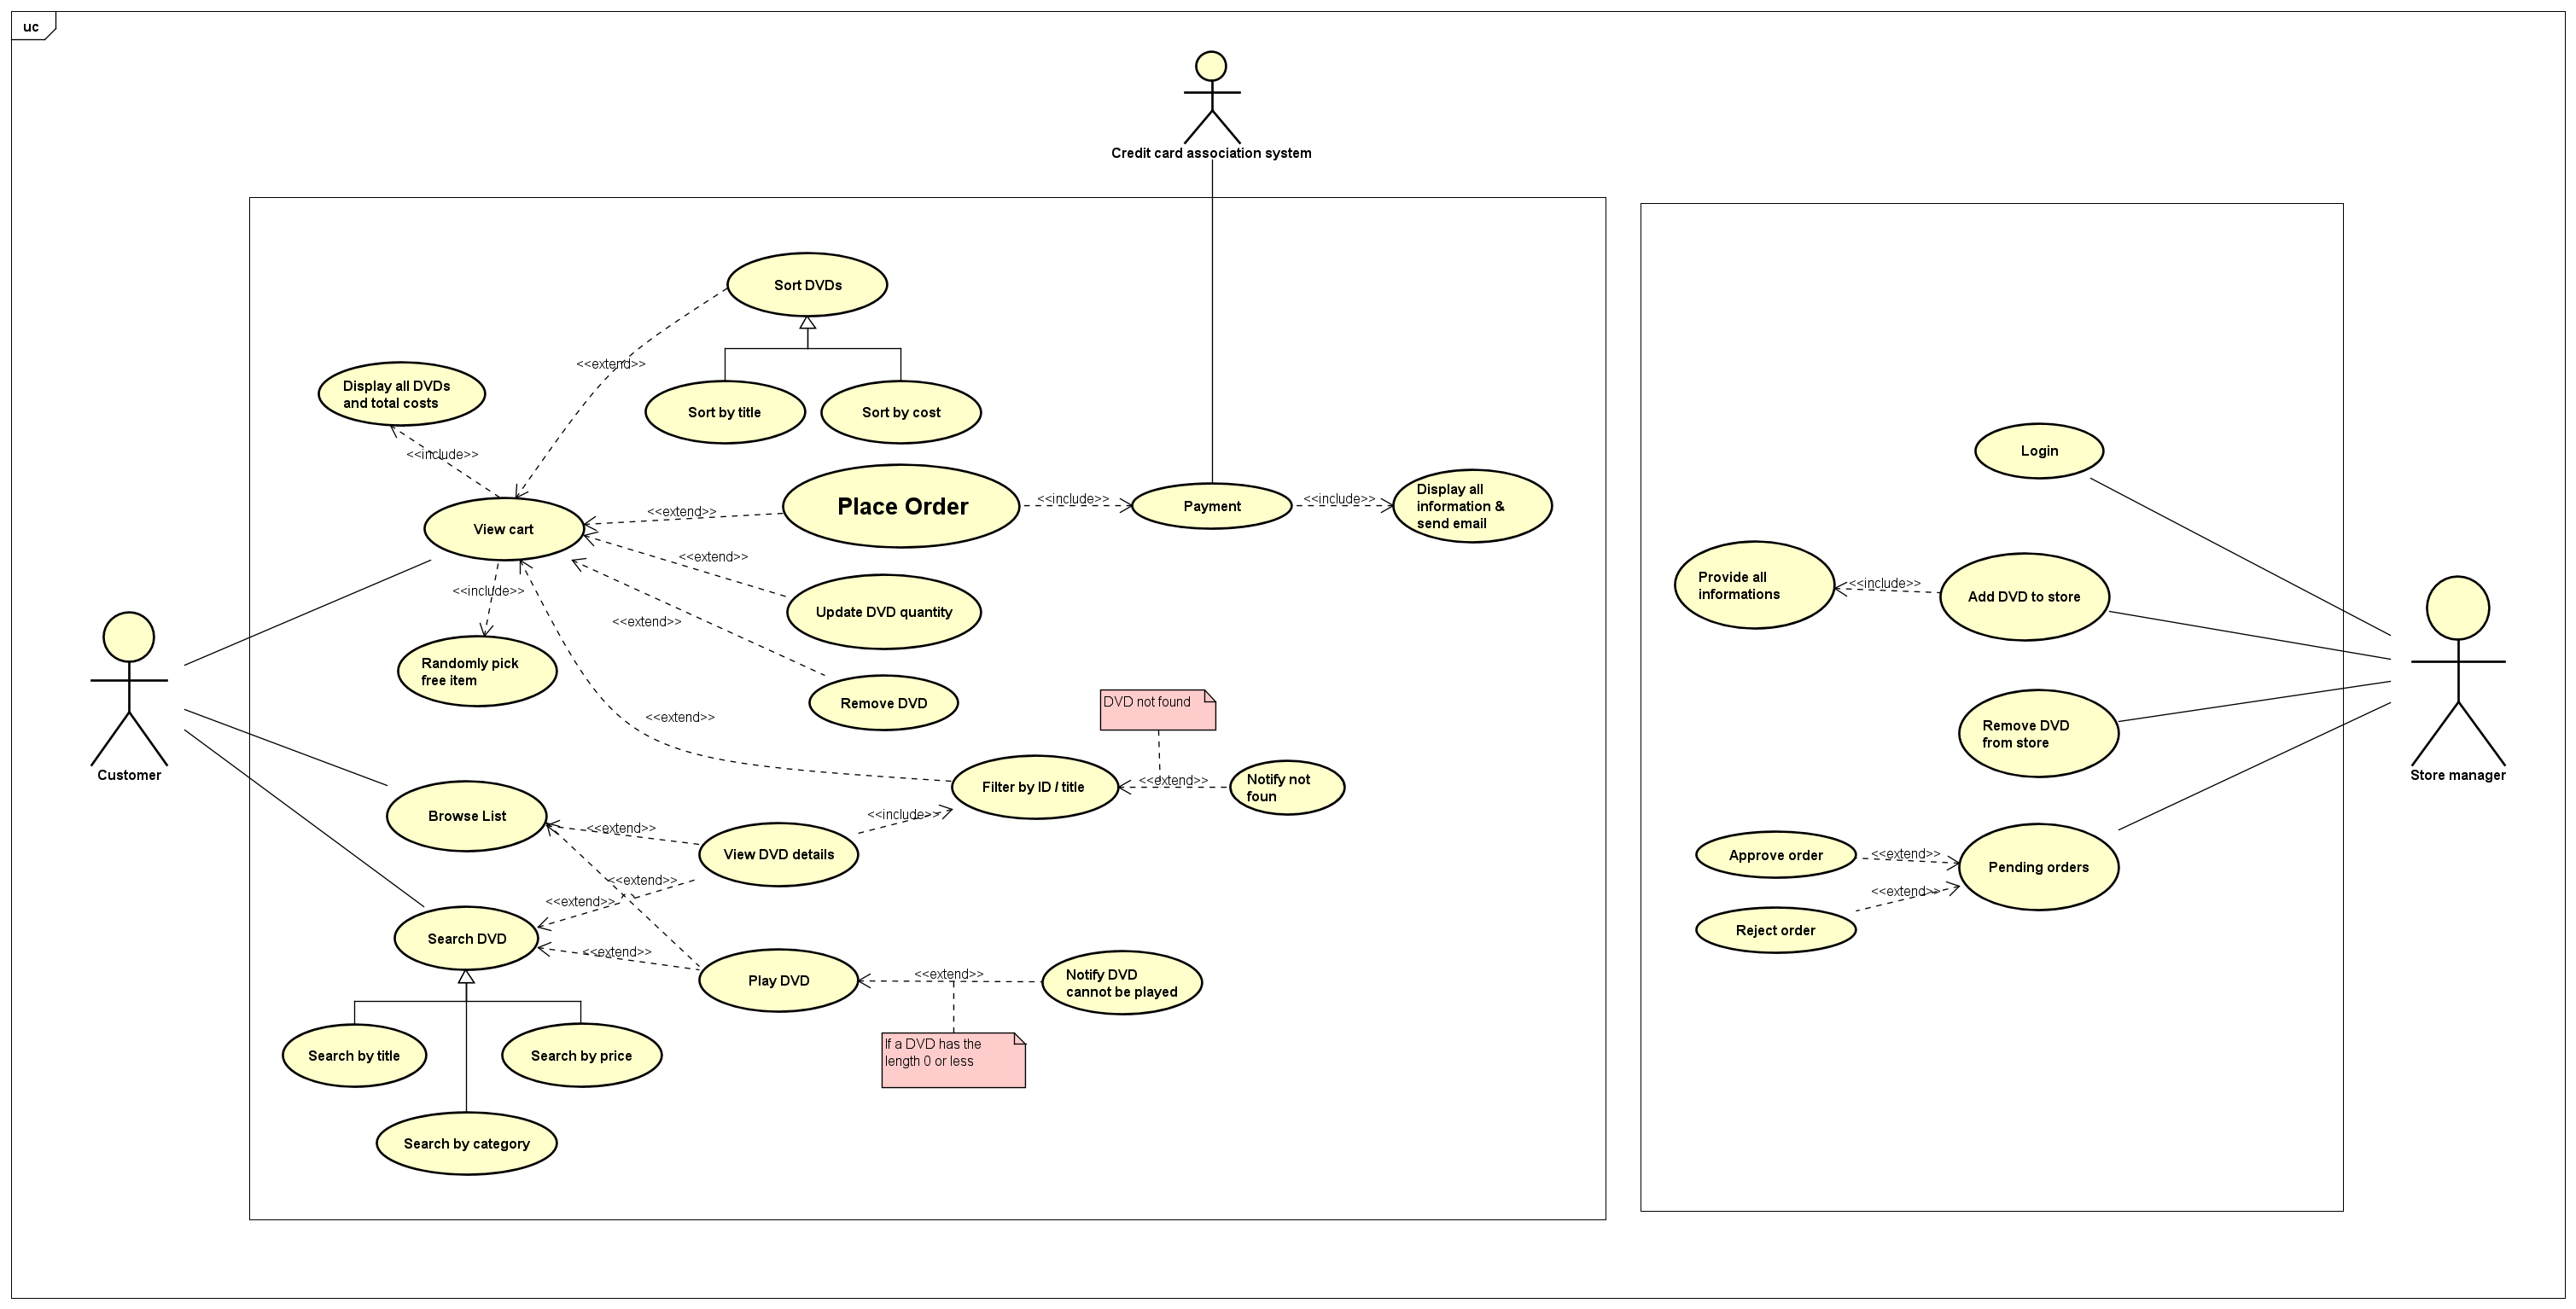 uc
Credit card association system
Sort DVDs
<<extend>>
Display all DVDs
and total costs
Sort by title
Sort by cost
<<include>>
Place Order
<<include>>
Payment
<<include>>
Display all
information &
send email
View cart
<<extend>>
<<extend>>
<<include>>
Update DVD quantity
<<extend>>
Randomly pick
free item
Remove DVD
<<extend>>
DVD not found
Customer
Filter by ID / title
<<extend>>
Notify not
foun
Browse List
<<extend>>
<<include>>
View DVD details
<<extend>>
<<extend>>
Search DVD
<<extend>>
Play DVD
<<extend>>
Notify DVD
cannot be played
If a DVD has the
length 0 or less
Search by title
Search by price
Search by category
Login
Provide all
informations
<<include>>
Add DVD to store
Remove DVD
from store
Store manager
Approve order
<<extend>>
Pending orders
<<extend>>
Reject order